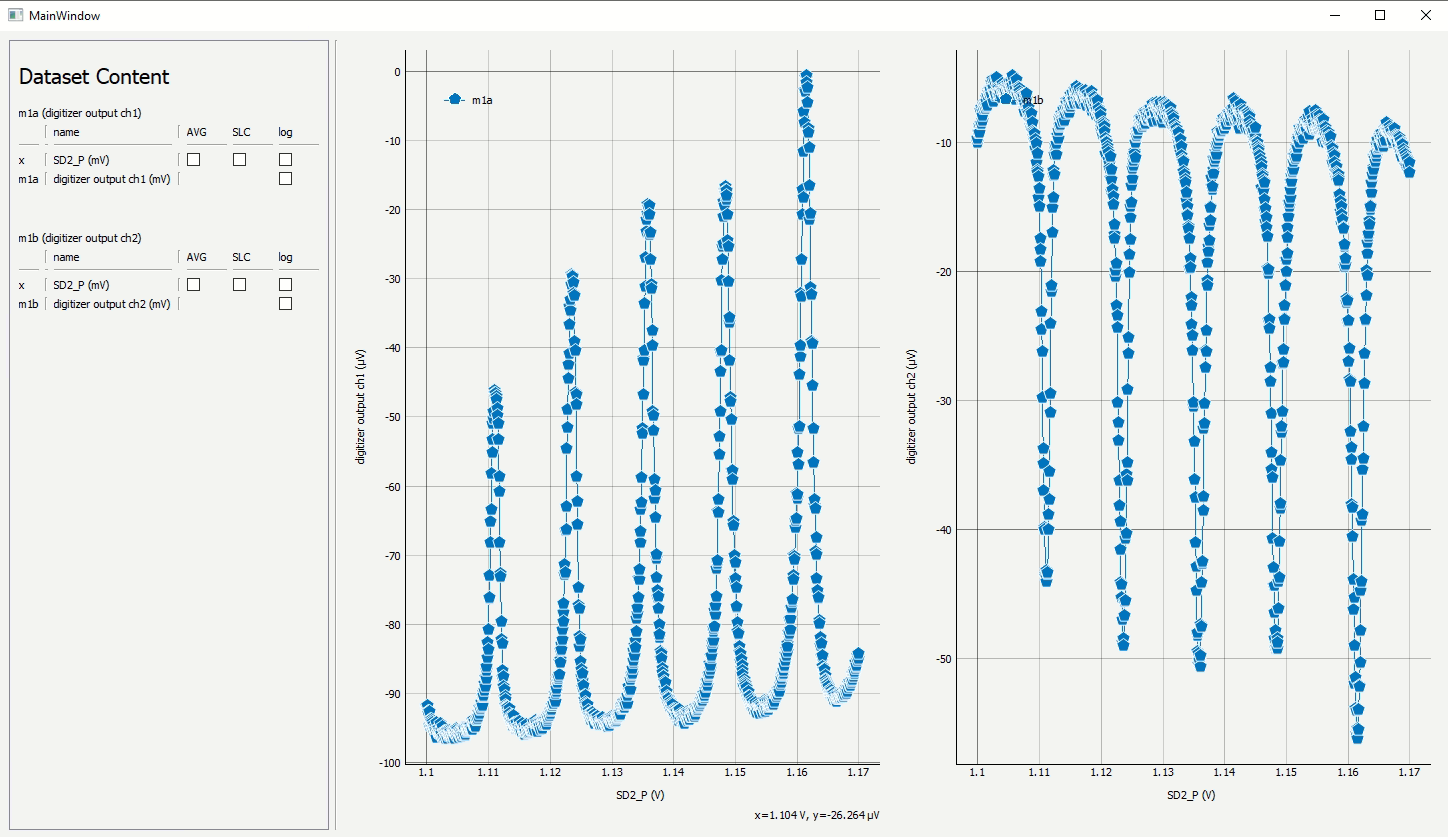 MainWindow
Dataset Content
m1a (digitizer output ch1)
name AVG SLC log
x SD2_P (mV)
m1a digitizer output ch1 (mV)
m1b (digitizer output ch2)
name AVG SLC log
x SD2_P (mV)
m1b digitizer output ch2 (mV)
m1a
0
-10
-20
-30
-40
-50
-60
-70
-80
-90
-100
digitizer output ch1 (µV)
1.1 1.11 1.12 1.13 1.14 1.15 1.16 1.17
SD2_P (V)
x=1.104 V, y=-26.264 µV
m1b
-10
-20
-30
-40
-50
digitizer output ch2 (µV)
1.1 1.11 1.12 1.13 1.14 1.15 1.16 1.17
SD2_P (V)